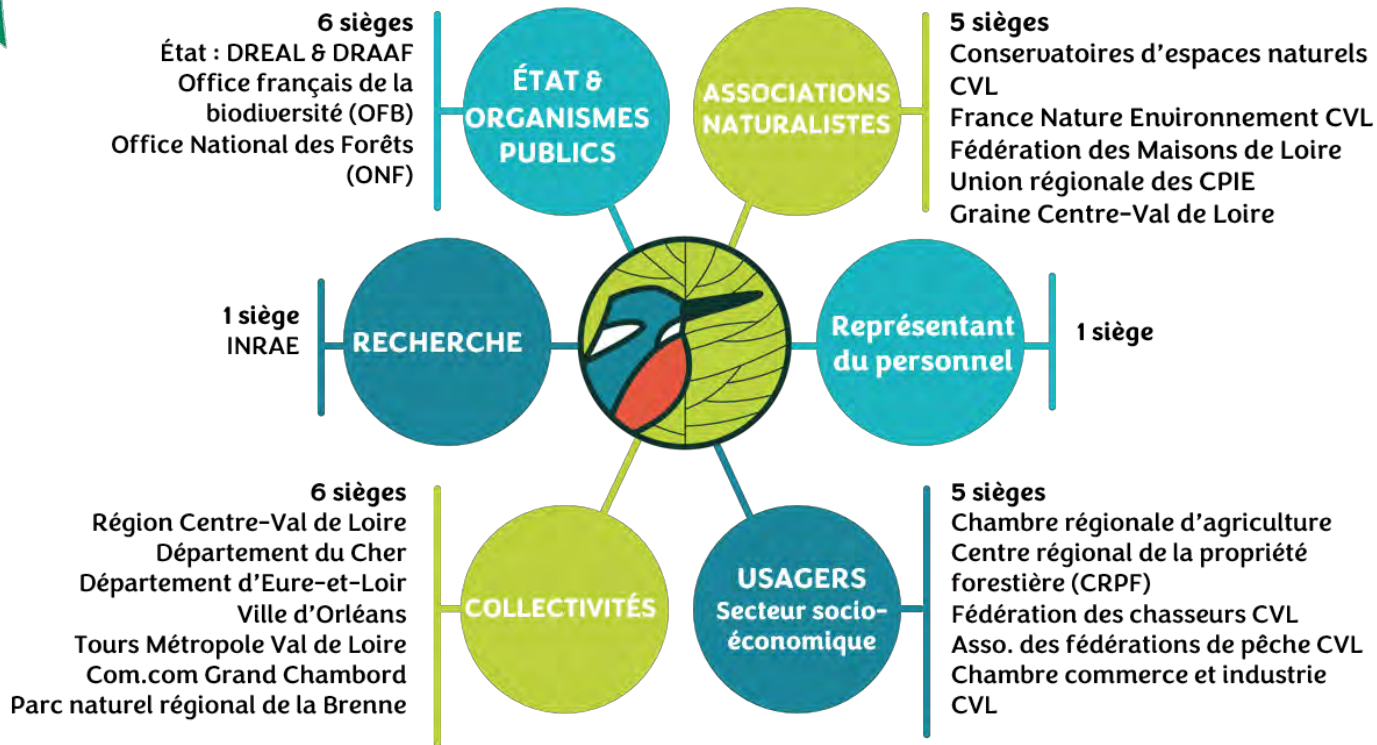 6 sièges
État : DREAL & DRAAF
Office français de la
biodiversité (OFB)
Office National des Forêts
(ONF)
ÉTAT &
ORGANISMES
PUBLICS
ASSOCIATIONS
NATURALISTES
5 sièges
Conservatoires d'espaces naturels
CVL
France Nature Environnement CVL
Fédération des Maisons de Loire
Union régionale des CPIE
Graine Centre-Val de Loire
1 siège
INRAE
RECHERCHE
Représentant
du personnel
1 siège
6 sièges
Région Centre-Val de Loire
Département du Cher
Département d'Eure-et-Loir
Ville d'Orléans
Tours Métropole Val de Loire
Com.com Grand Chambord
Parc naturel régional de la Brenne
COLLECTIVITÉS
USAGERS
Secteur socio-
économique
5 sièges
Chambre régionale d'agriculture
Centre régional de la propriété
forestière (CRPF)
Fédération des chasseurs CVL
Asso. des fédérations de pêche CVL
Chambre commerce et industrie
CVL